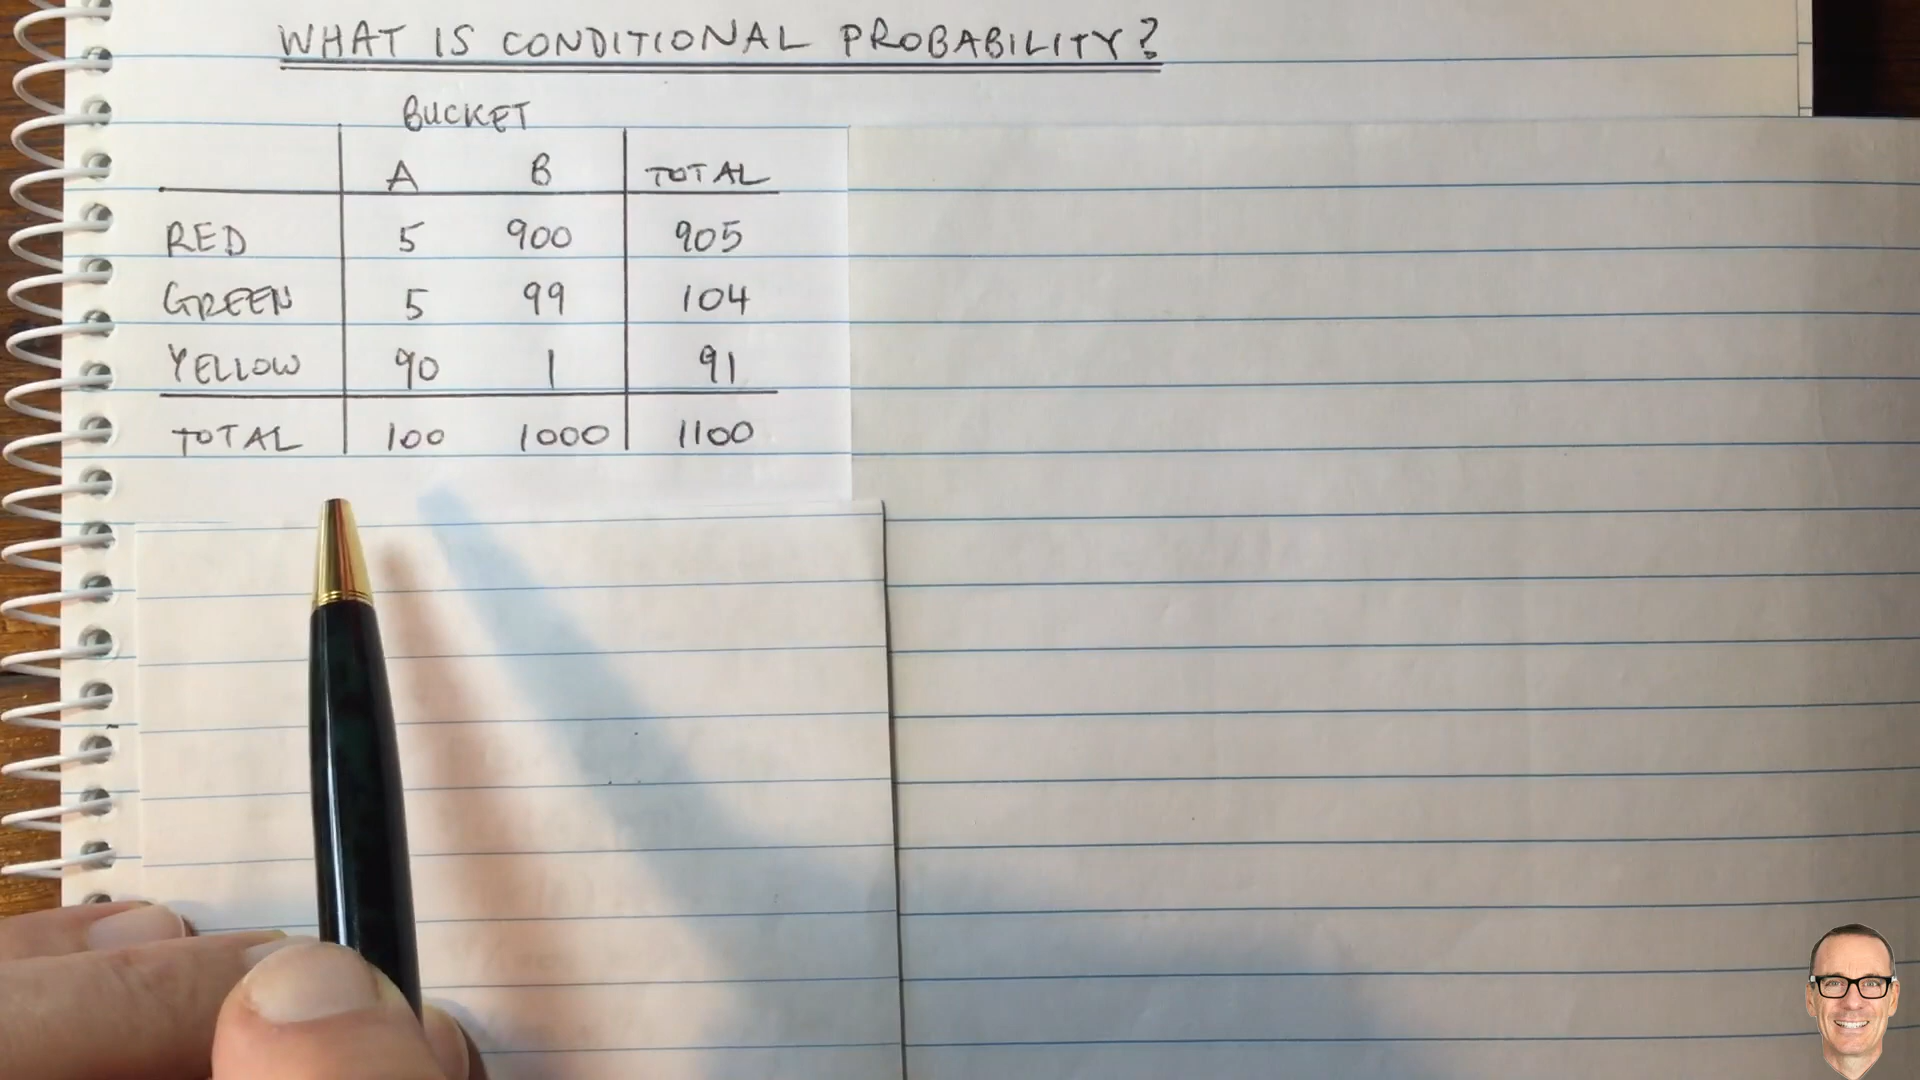 WHAT IS CONDITIONAL PROBABILITY?
BUCKET
A B TOTAL
RED 5 900 905
GREEN 5 99 104
YELLOW 90 1 91
TOTAL 100 1000 1100